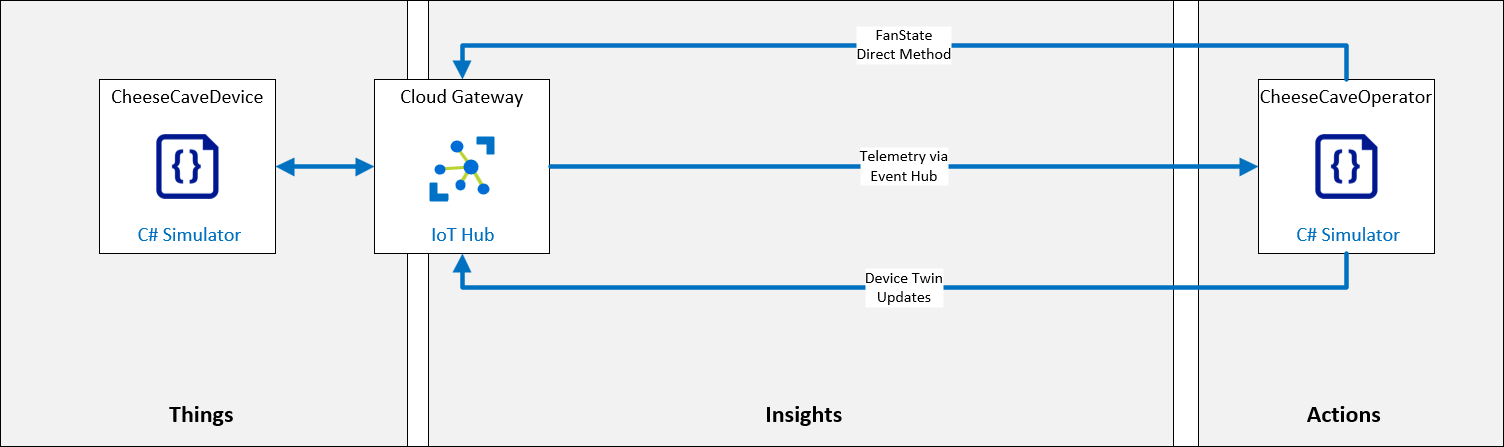 FanState
Direct Method
CheeseCaveDevice
Cloud Gateway
CheeseCaveOperator
{ }
{ }
Telemetry via
Event Hub
C# Simulator
IoT Hub
C# Simulator
Device Twin
Updates
Things
Insights
Actions